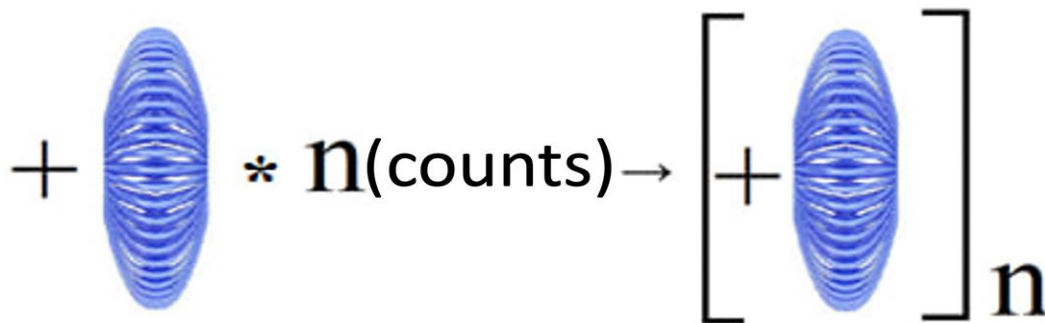 + * n(counts) → [+ ]n